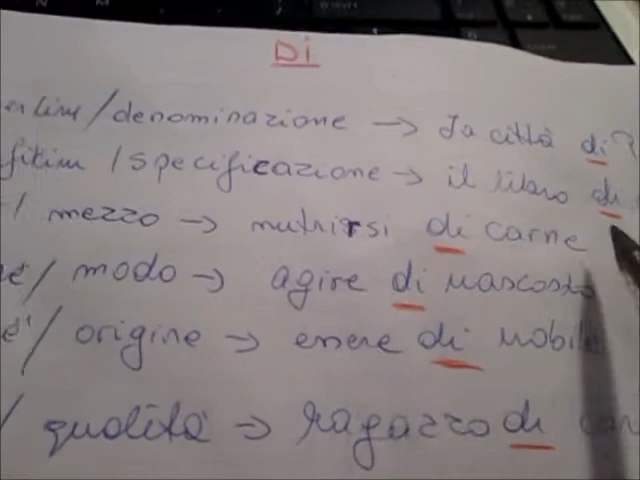 Di
/denominazione → La città di
/specificazione → il libro di
/ mezzo → nutrirsi di carne
/ modo → agire di nascosto
/ origine → essere di nobile
/ qualità → Ragazzo di